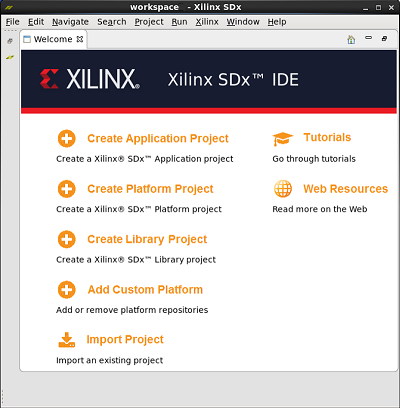 workspace - Xilinx SDx
File Edit Navigate Search Project Run Xilinx Window Help
Welcome
XILINX® Xilinx SDx™ IDE
Create Application Project
Create a Xilinx® SDx™ Application project
Create Platform Project
Create a Xilinx® SDx™ Platform project
Create Library Project
Create a Xilinx® SDx™ Library project
Add Custom Platform
Add or remove platform repositories
Import Project
Import an existing project
Tutorials
Go through tutorials
Web Resources
Read more on the Web